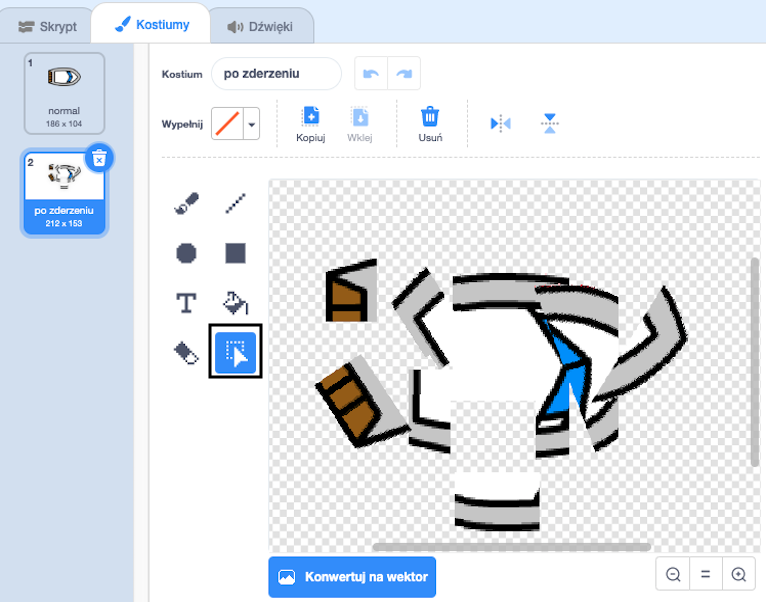 Skrypt
Kostiumy
Dźwięki
1
normal
186 x 104
2
po zderzeniu
212 x 153
Kostium
po zderzeniu
Wypełnij
Kopiuj
Wklej
Usuń
T
Konwertuj na wektor